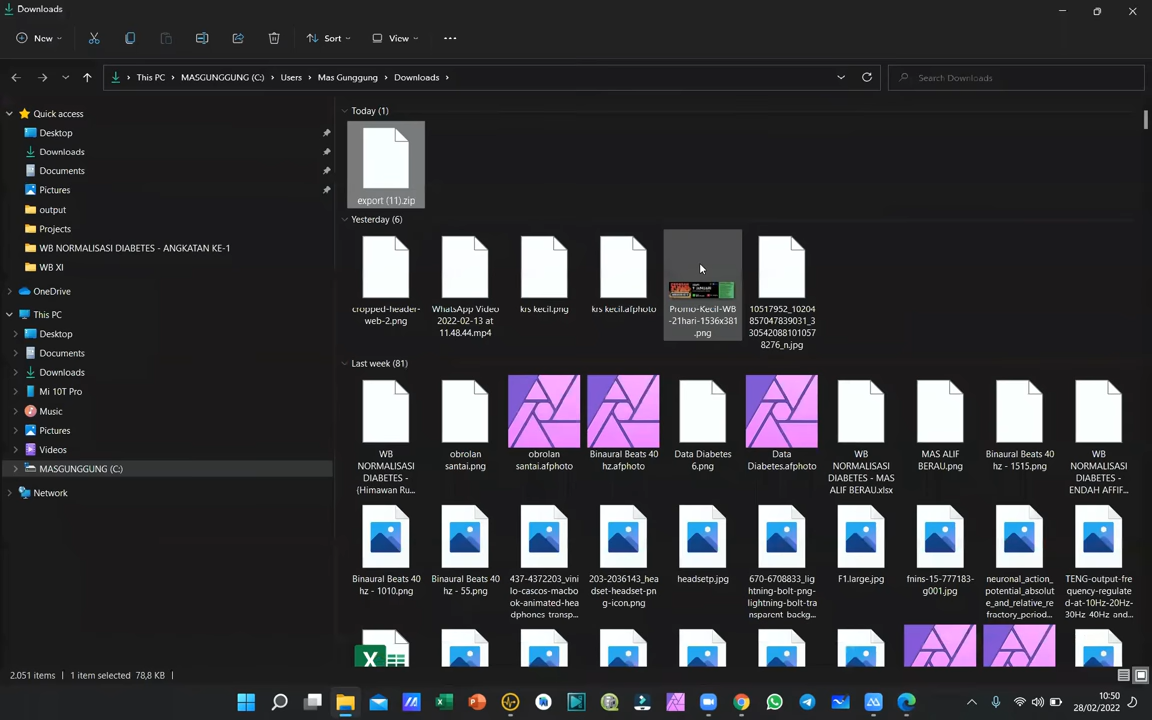 Downloads
New
Sort
View
This PC › MASGUNGGUNG (C:) › Users › Mas Gunggung › Downloads ›
Search Downloads
Quick access
Desktop
Downloads
Documents
Pictures
output
Projects
WB NORMALISASI DIABETES - ANGKATAN KE-1
WB XI
OneDrive
This PC
Desktop
Documents
Downloads
Mi 10T Pro
Music
Pictures
Videos
MASGUNGGUNG (C:)
Network
Today (1)
export (11).zip
Yesterday (6)
cropped-header-
web-2.png
WhatsApp Video
2022-02-13 at
11.48.44.mp4
krs kecil.png
krs kecil.afphoto
Promo-Kecil-WB
-21hari-1536x381
.png
10517952_10204
857047839031_3
30542088101057
8276_n.jpg
Last week (81)
WB
NORMALISASI
DIABETES -
(Himawan Ru...
obrolan
santai.png
obrolan
santai.afphoto
Binaural Beats 40
hz.afphoto
Data Diabetes
6.png
Data
Diabetes.afphoto
WB
NORMALISASI
DIABETES - MAS
ALIF BERAU.xlsx
MAS ALIF
BERAU.png
Binaural Beats 40
hz - 1515.png
WB
NORMALISASI
DIABETES -
ENDAH AFFIF...
Binaural Beats 40
hz - 1010.png
Binaural Beats 40
hz - 55.png
437-4372203_vini
lo-cascos-macbo
ok-animated-hea
dphones-transp...
203-2036143_hea
dset-headset-pn
g-icon.png
headsetp.jpg
670-6708833_lig
htning-bolt-png-
lightning-bolt-tra
nsparent-backg...
F1.large.jpg
fnins-15-777183-
g001.jpg
neuronal_action_
potential_absolut
e_and_relative_re
fractory_period...
TENG-output-fre
quency-regulate
d-at-10Hz-20Hz-
30Hz-40Hz-and...
2.051 items
1 item selected 78,8 KB
10:50
28/02/2022